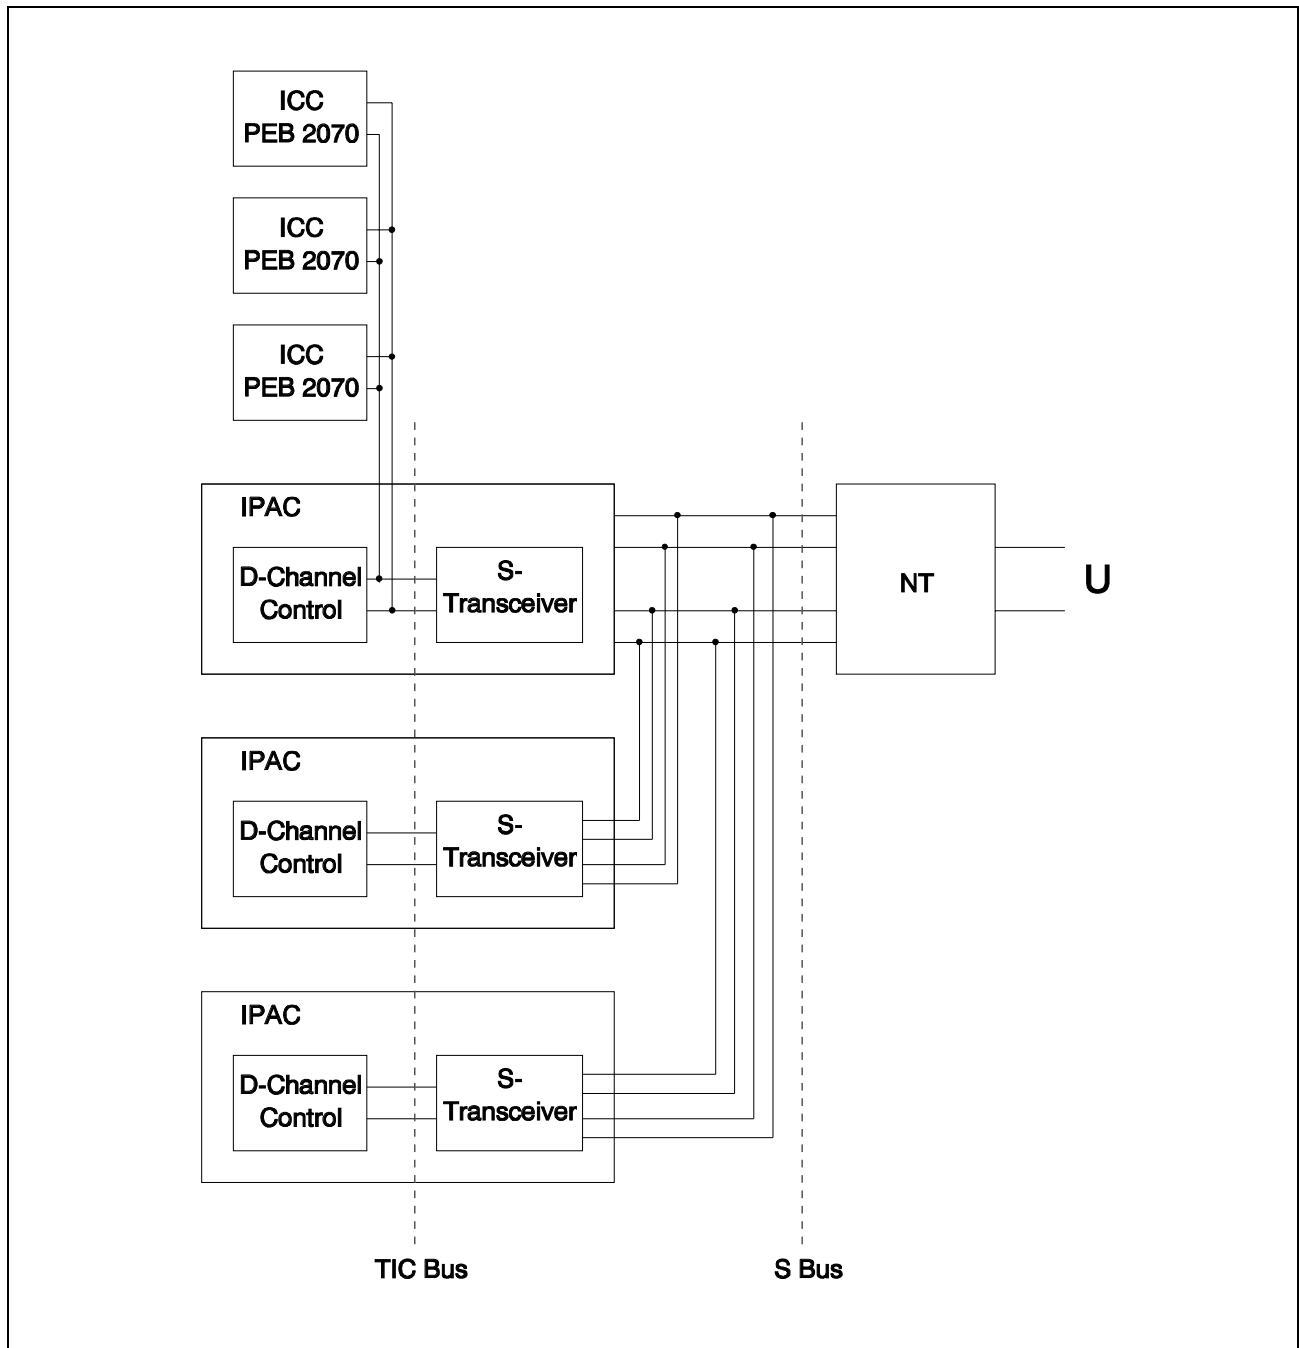 ICC
PEB 2070
ICC
PEB 2070
ICC
PEB 2070
IPAC
D-Channel
Control
S-
Transceiver
NT
U
IPAC
D-Channel
Control
S-
Transceiver
IPAC
D-Channel
Control
S-
Transceiver
TIC Bus
S Bus